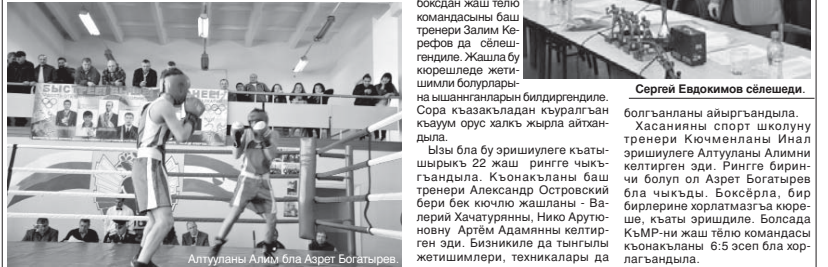 БЫСТ
НЕЕМ
Алтууланы Алим бла Азрет Богатырев.
боксдан жаш тёлю
командасыны баш
тренери Залим Ке-
рефов да сёлеш-
гендиле. Жашла бу
кюрешледе жети-
шимли болурлары-
на ышаннганларын билдиргендиле.
Сора къазакъладан къуралгъан
къауум орус халкъ жырла айтхан-
дыла.
Ызы бла бу эришиулеге къаты-
шырыкъ 22 жаш рингге чыкъ-
гъандыла. Къонакъланы баш
тренери Александр Островский
бери бек кючлю жашланы - Ва-
лерий Хачатурянны, Нико Арутю-
новну Артём Адамянны келтир-
ген эди. Бизникиле да тынгылы
жетишимлери, техникалары да
Сергей Евдокимов сёлешеди.
болгъанланы айыргъандыла.
Хасанияны спорт школуну
тренери Кючменланы Инал
эришиулеге Алтууланы Алимни
келтирген эди. Рингге бирин-
чи болуп ол Азрет Богатырев
бла чыкъды. Боксёрла, бир
бирлерине хорлатмазгъа кюре-
ше, къаты эришдиле. Болсада
КъМР-ни жаш тёлю командасы
къонакъланы 6:5 эсеп бла хор-
лагъандыла.